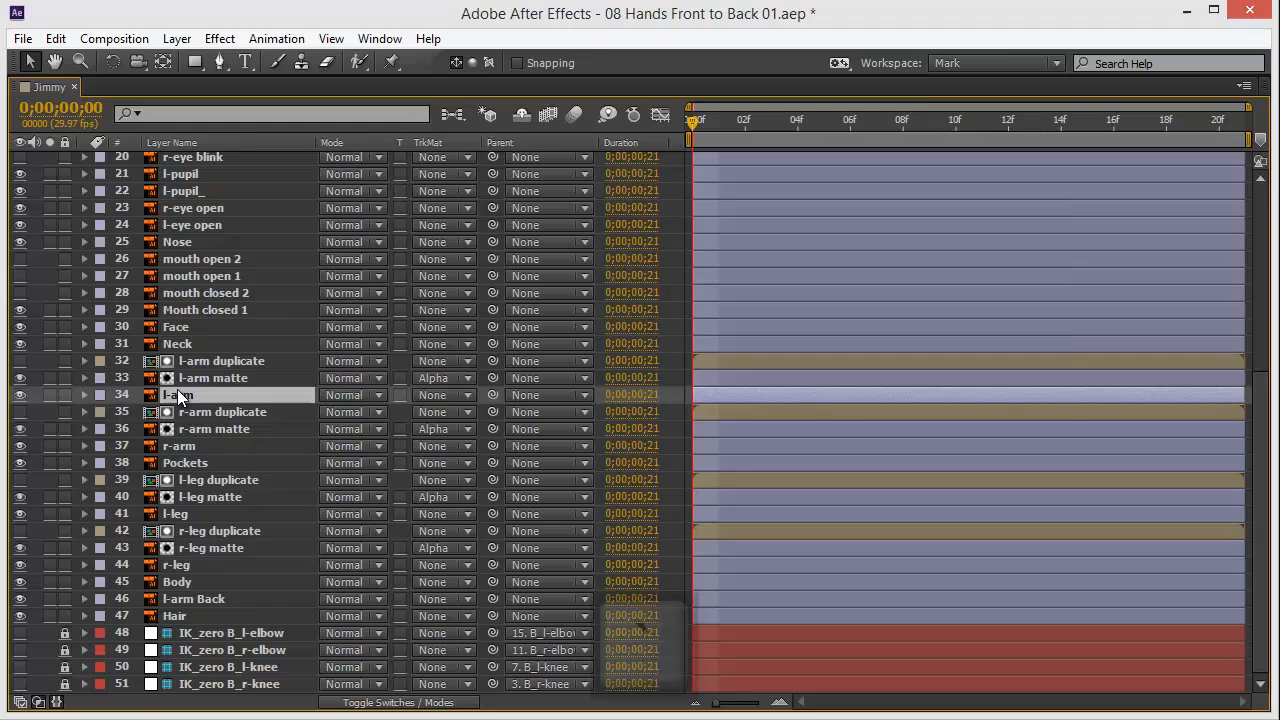 Ae Adobe After Effects - 08 Hands Front to Back 01.aep *
File Edit Composition Layer Effect Animation View Window Help
T Snapping Workspace: Mark Search Help
Jimmy ×
0;00;00;00
00000 (29.97 fps)
04F 06F 08F 10F 12F 14F 16F 18F 20F
# Layer Name Mode T TrkMat Parent Duration
20 r-eye blink Normal None None 0;00;00;21
21 l-pupil Normal None None 0;00;00;21
22 l-pupil_ Normal None None 0;00;00;21
23 r-eye open Normal None None 0;00;00;21
24 l-eye open Normal None None 0;00;00;21
25 Nose Normal None None 0;00;00;21
26 mouth open 2 Normal None None 0;00;00;21
27 mouth open 1 Normal None None 0;00;00;21
28 mouth closed 2 Normal None None 0;00;00;21
29 Mouth closed 1 Normal None None 0;00;00;21
30 Face Normal None None 0;00;00;21
31 Neck Normal None None 0;00;00;21
32 l-arm duplicate Normal None None 0;00;00;21
33 l-arm matte Normal Alpha None 0;00;00;21
34 Normal None None 0;00;00;21
35 r-arm duplicate Normal None None 0;00;00;21
36 r-arm matte Normal Alpha None 0;00;00;21
37 r-arm Normal None None 0;00;00;21
38 Pockets Normal None None 0;00;00;21
39 l-leg duplicate Normal None None 0;00;00;21
40 l-leg matte Normal Alpha None 0;00;00;21
41 l-leg Normal None None 0;00;00;21
42 r-leg duplicate Normal None None 0;00;00;21
43 r-leg matte Normal Alpha None 0;00;00;21
44 r-leg Normal None None 0;00;00;21
45 Body Normal None None 0;00;00;21
46 l-arm Back Normal None None 0;00;00;21
47 Hair Normal None None 0;00;00;21
48 IK_zero B_l-elbow Normal None 15. B_l-elbow 0;00;00;21
49 IK_zero B_r-elbow Normal None 11. B_r-elbo 0;00;00;21
50 IK_zero B_l-knee Normal None 7. B_l-knee 0;00;00;21
51 IK_zero B_r-knee Normal None 3. B_r-knee 0;00;00;21
Toggle Switches / Modes